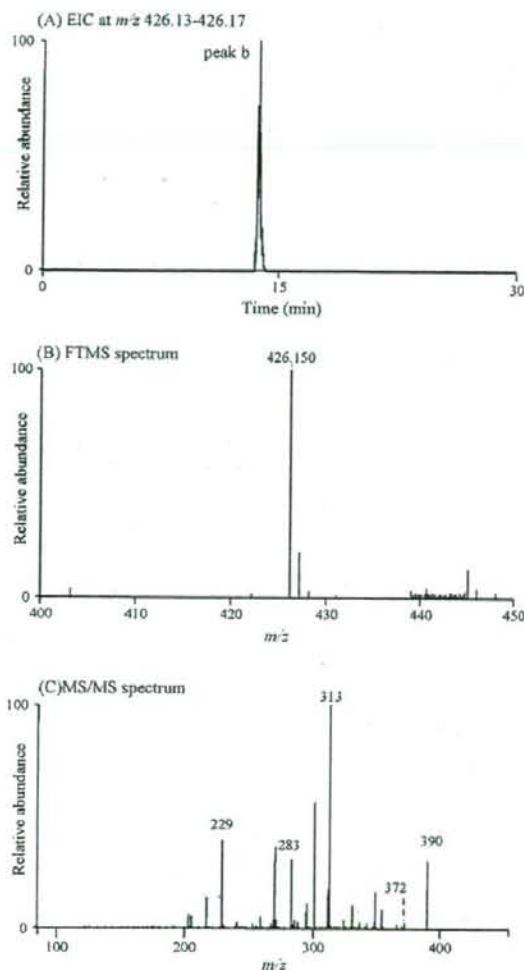 (A) EIC at m/z 426.13-426.17
100
peak b
Relative abundance
0
0
15
30
Time (min)
(B) FTMS spectrum
426.150
100
Relative abundance
0
400
420
440
450
m/z
(C)MS/MS spectrum
313
100
229
283
390
372
Relative abundance
0
100
200
300
400
m/z